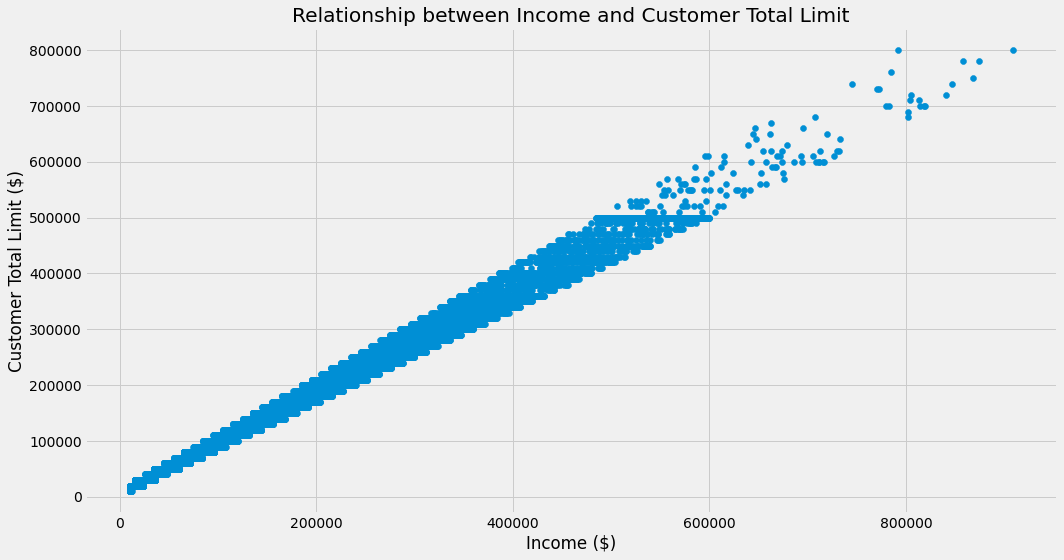 Relationship between Income and Customer Total Limit
800000
700000
600000
500000
400000
300000
200000
100000
0
Customer Total Limit ($)
0 200000 400000 600000 800000
Income ($)